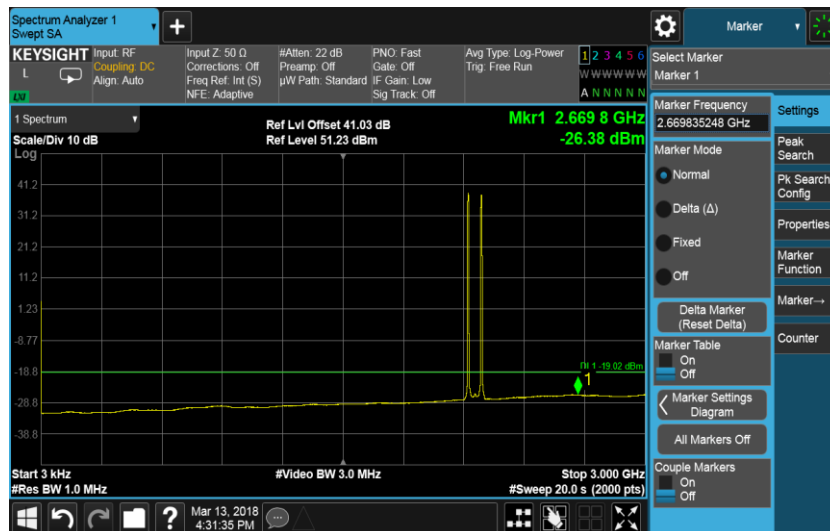 Spectrum Analyzer 1
Swept SA
Marker
KEYSIGHT
L
LXI
Input: RF
Coupling: DC
Align: Auto
Input Z: 50 Ω
Corrections: Off
Freq Ref: Int (S)
NFE: Adaptive
#Atten: 22 dB
Preamp: Off
µW Path: Standard
PNO: Fast
Gate: Off
IF Gain: Low
Sig Track: Off
Avg Type: Log-Power
Trig: Free Run
1 2 3 4 5 6
W W W W W W
A N N N N N
Select Marker
Marker 1
1 Spectrum
Scale/Div 10 dB
Log
Ref Lvl Offset 41.03 dB
Ref Level 51.23 dBm
Mkr1 2.669 8 GHz
-26.38 dBm
41.2
31.2
21.2
11.2
1.23
-8.77
-18.8
-28.8
-38.8
DL1 -19.02 dBm
1
Start 3 kHz
#Res BW 1.0 MHz
#Video BW 3.0 MHz
Stop 3.000 GHz
#Sweep 20.0 s (2000 pts)
Marker Frequency
2.669835248 GHz
Marker Mode
Normal
Delta (Δ)
Fixed
Off
Delta Marker
(Reset Delta)
Marker Table
On
Off
Marker Settings
Diagram
All Markers Off
Couple Markers
On
Off
Settings
Peak
Search
Pk Search
Config
Properties
Marker
Function
Marker→
Counter
?
Mar 13, 2018
4:31:35 PM